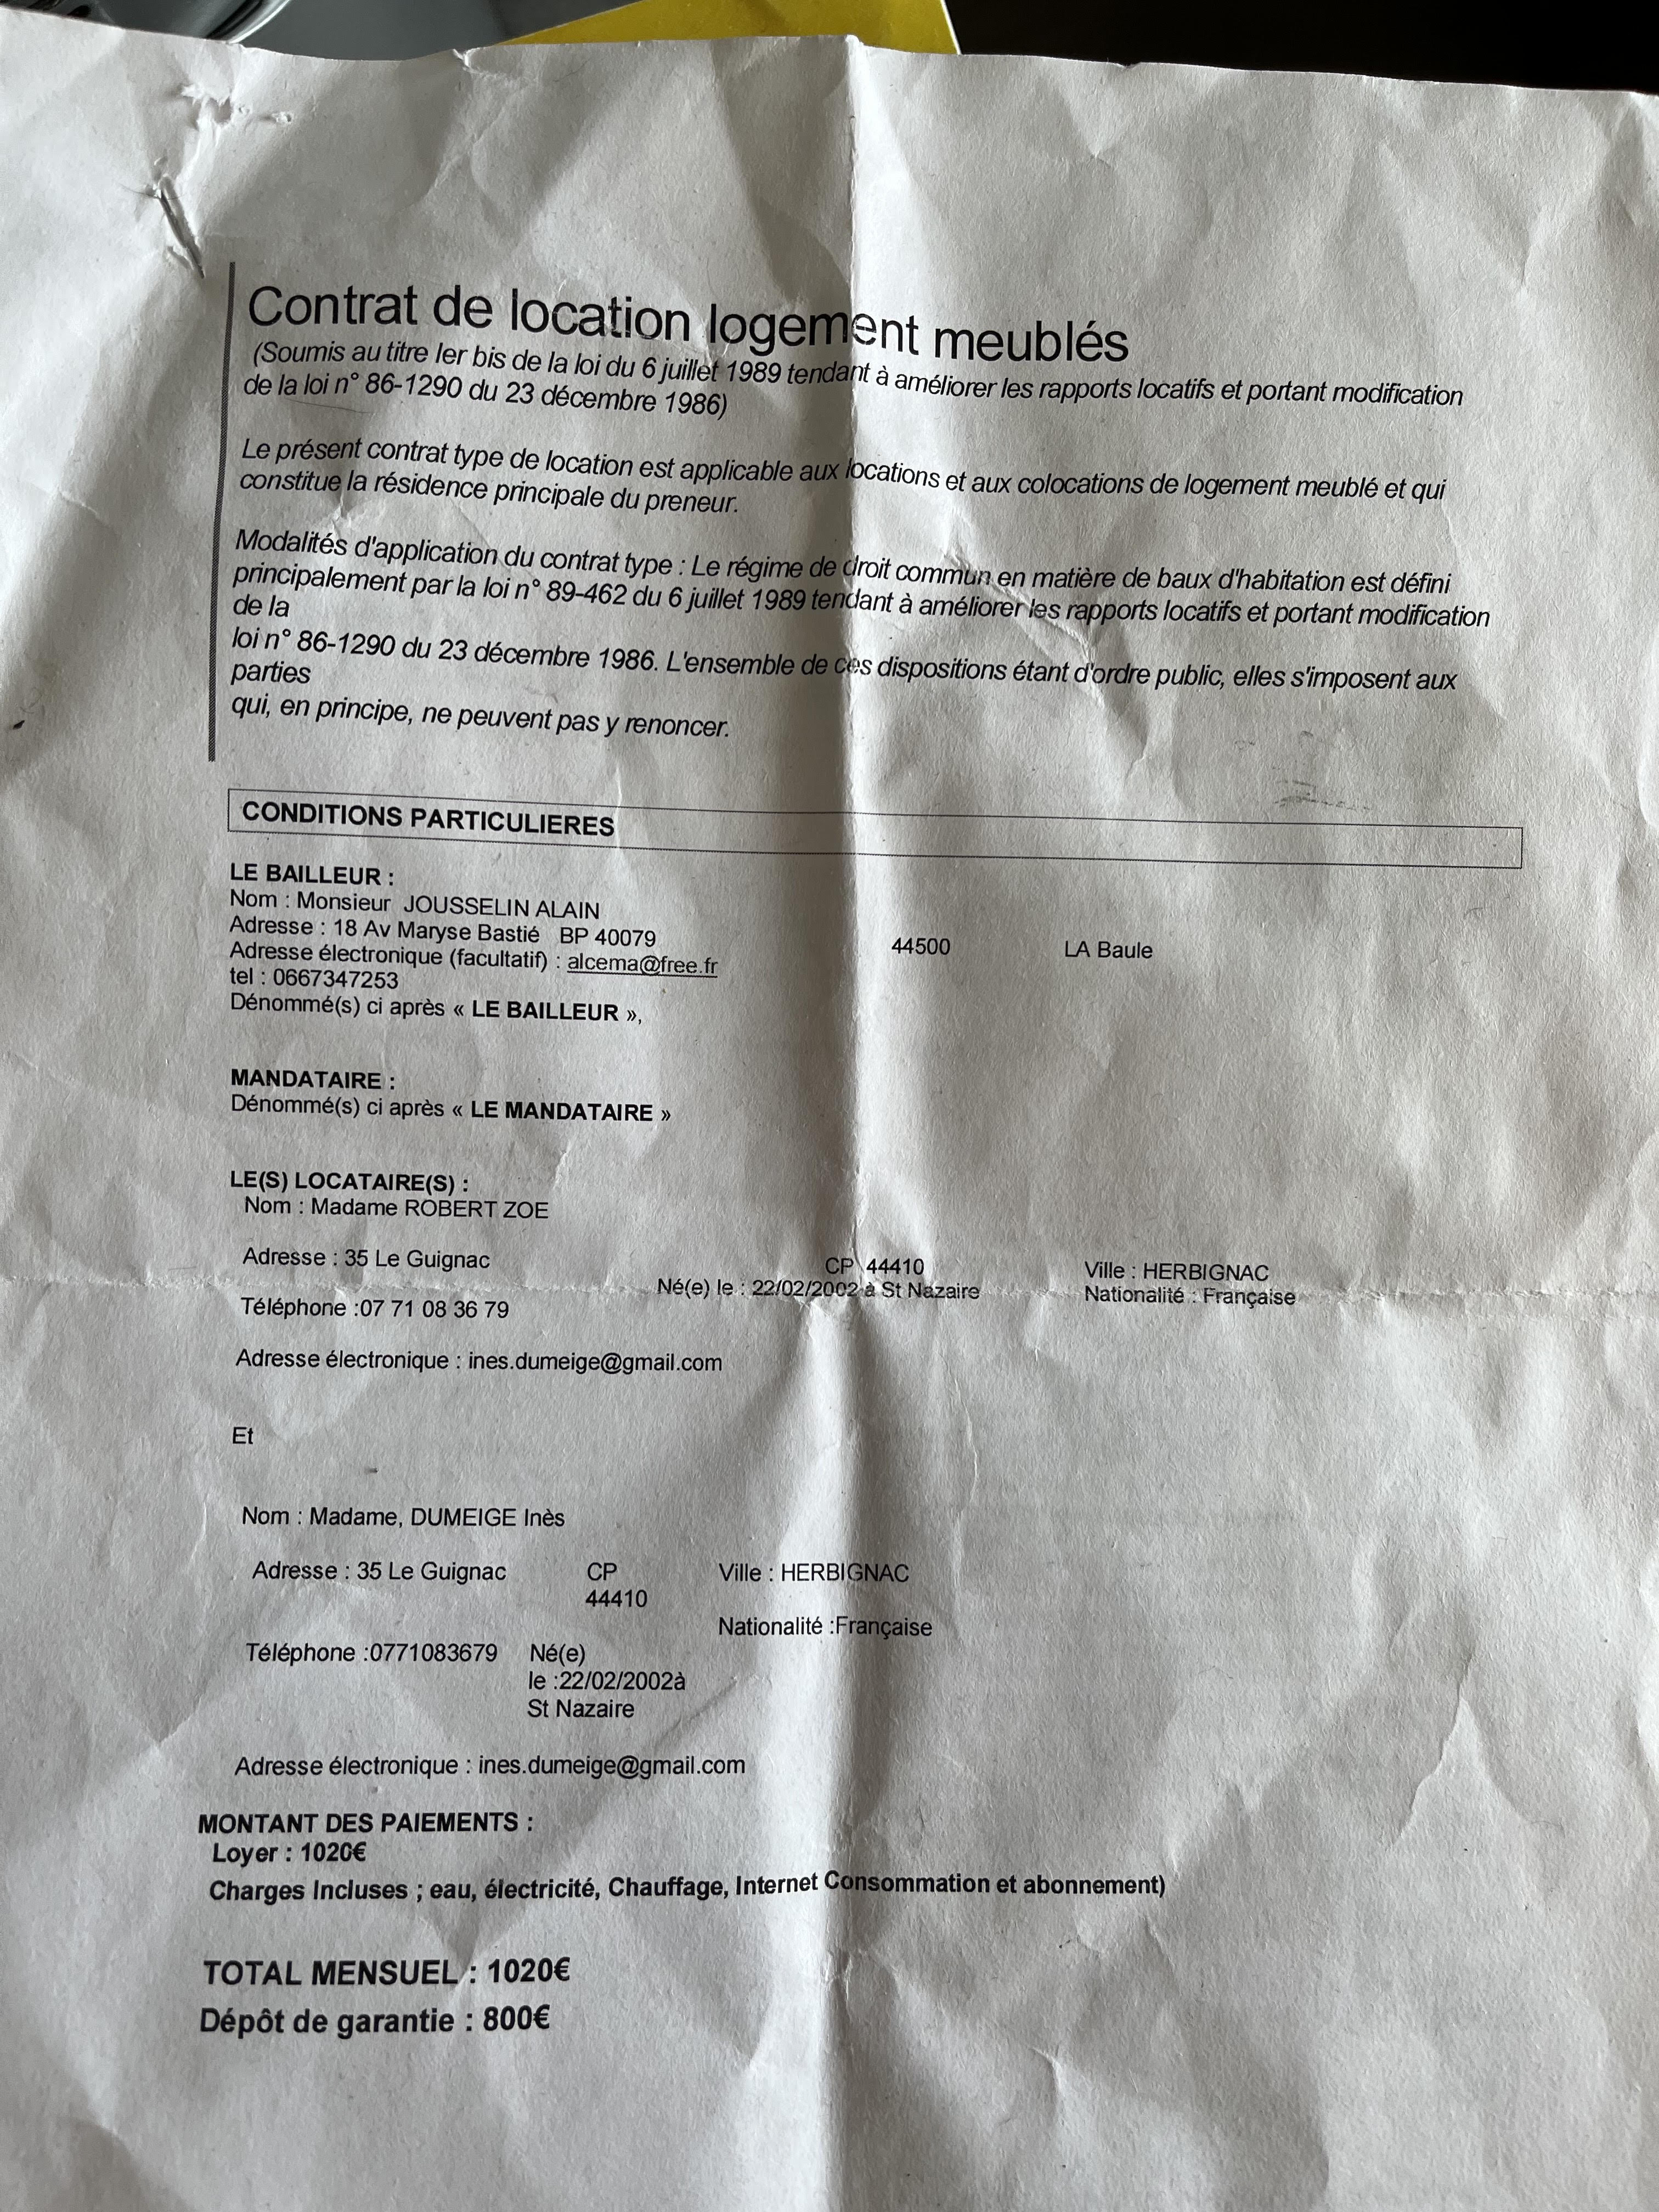 Contrat de location logement meublés
(Soumis au titre Ier bis de la loi du 6 juillet 1989 tendant à améliorer les rapports locatifs et portant modification
de la loi n° 86-1290 du 23 décembre 1986)
Le présent contrat type de location est applicable aux locations et aux colocations de logement meublé et qui
constitue la résidence principale du preneur.
Modalités d'application du contrat type : Le régime de droit commun en matière de baux d'habitation est défini
principalement par la loi n° 89-462 du 6 juillet 1989 tendant à améliorer les rapports locatifs et portant modification
de la
loi n° 86-1290 du 23 décembre 1986. L'ensemble de ces dispositions étant d'ordre public, elles s'imposent aux
parties
qui, en principe, ne peuvent pas y renoncer.
CONDITIONS PARTICULIERES
LE BAILLEUR :
Nom : Monsieur JOUSSELIN ALAIN
Adresse : 18 Av Maryse Bastié BP 40079 44500 LA Baule
Adresse électronique (facultatif) : alcema@free.fr
tel : 0667347253
Dénommé(s) ci après « LE BAILLEUR »,
MANDATAIRE :
Dénommé(s) ci après « LE MANDATAIRE »
LE(S) LOCATAIRE(S) :
Nom : Madame ROBERT ZOE
Adresse : 35 Le Guignac CP 44410 Ville : HERBIGNAC
Né(e) le : 22/02/2002 à St Nazaire Nationalité : Française
Téléphone :07 71 08 36 79
Adresse électronique : ines.dumeige@gmail.com
Et
Nom : Madame, DUMEIGE Inès
Adresse : 35 Le Guignac CP Ville : HERBIGNAC
44410
Nationalité :Française
Téléphone :0771083679 Né(e)
le :22/02/2002à
St Nazaire
Adresse électronique : ines.dumeige@gmail.com
MONTANT DES PAIEMENTS :
Loyer : 1020€
Charges Incluses ; eau, électricité, Chauffage, Internet Consommation et abonnement)
TOTAL MENSUEL : 1020€
Dépôt de garantie : 800€